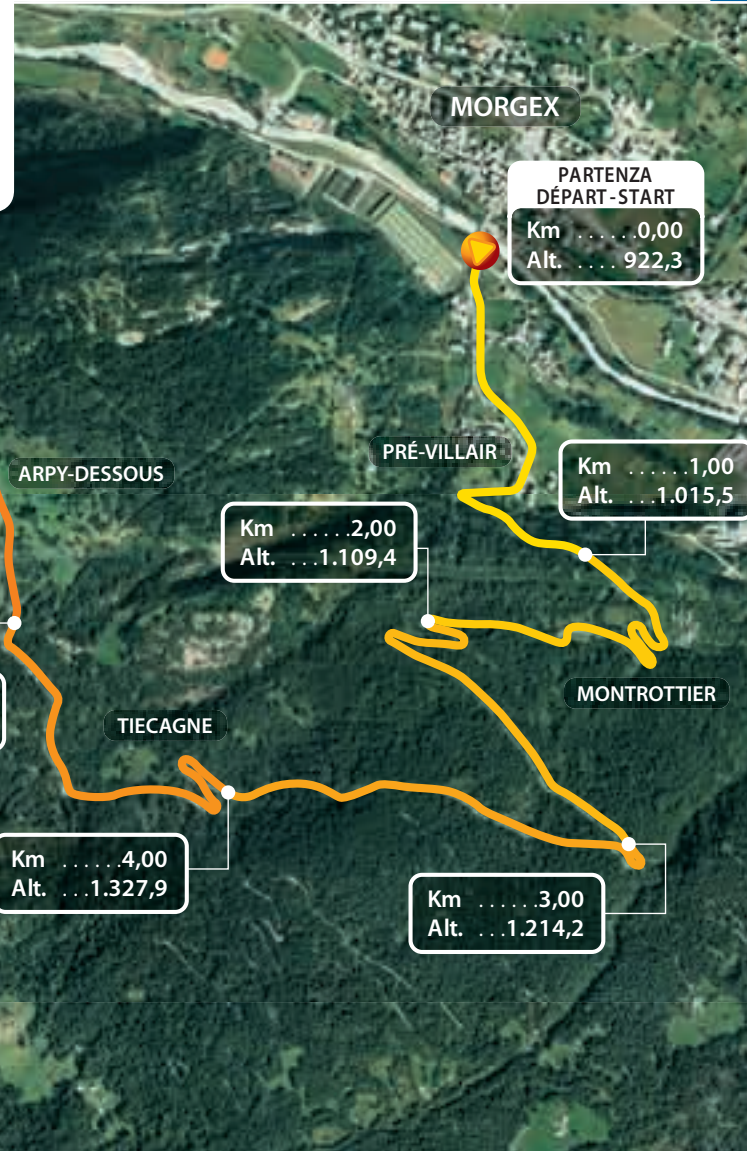 MORGEX
PARTENZA
DÉPART-START
Km ......0,00
Alt. .... 922,3
PRÉ-VILLAIR
Km ......1,00
Alt. ...1.015,5
ARPY-DESSOUS
Km ......2,00
Alt. ...1.109,4
MONTROTTIER
TIECAGNE
Km ......4,00
Alt. ...1.327,9
Km ......3,00
Alt. ...1.214,2